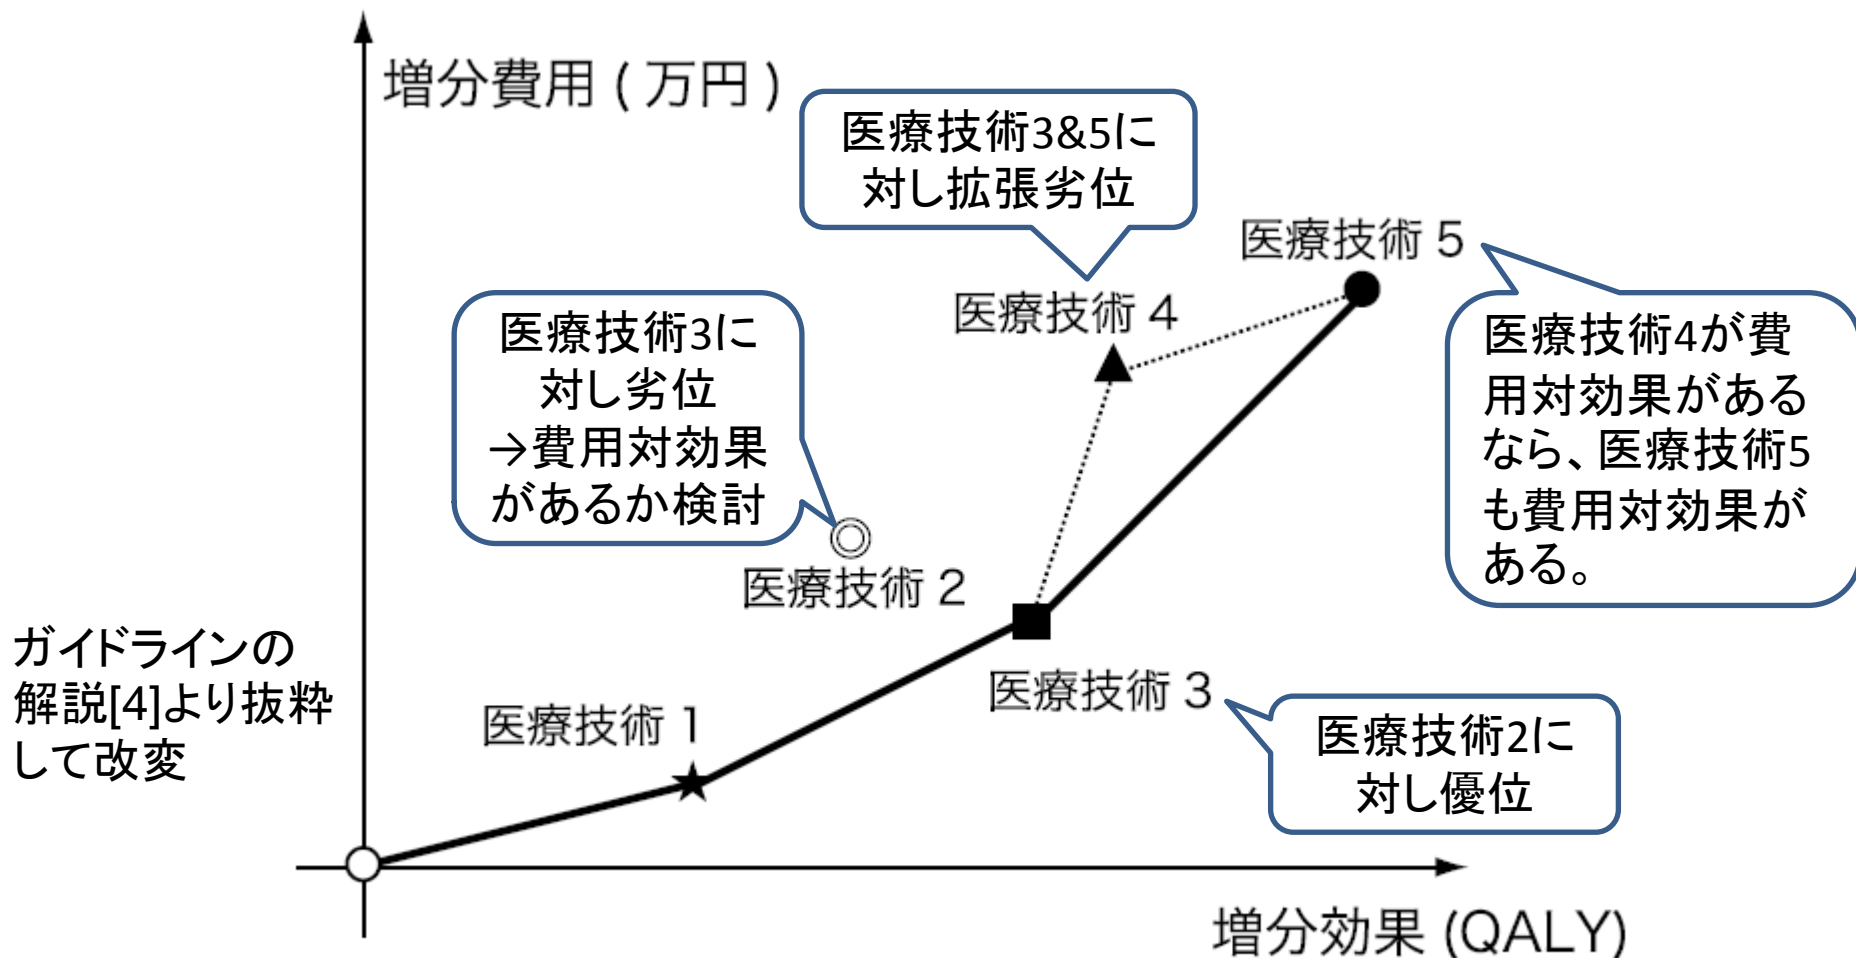 増分費用 ( 万円 )
医療技術3&5に
対し拡張劣位
医療技術 5
医療技術 4
医療技術3に
対し劣位
→費用対効果
があるか検討
医療技術4が費
用対効果がある
なら、医療技術5
も費用対効果が
ある。
医療技術 2
ガイドラインの
解説[4]より抜粋
して改変
医療技術 3
医療技術 1
医療技術2に
対し優位
増分効果 (QALY)